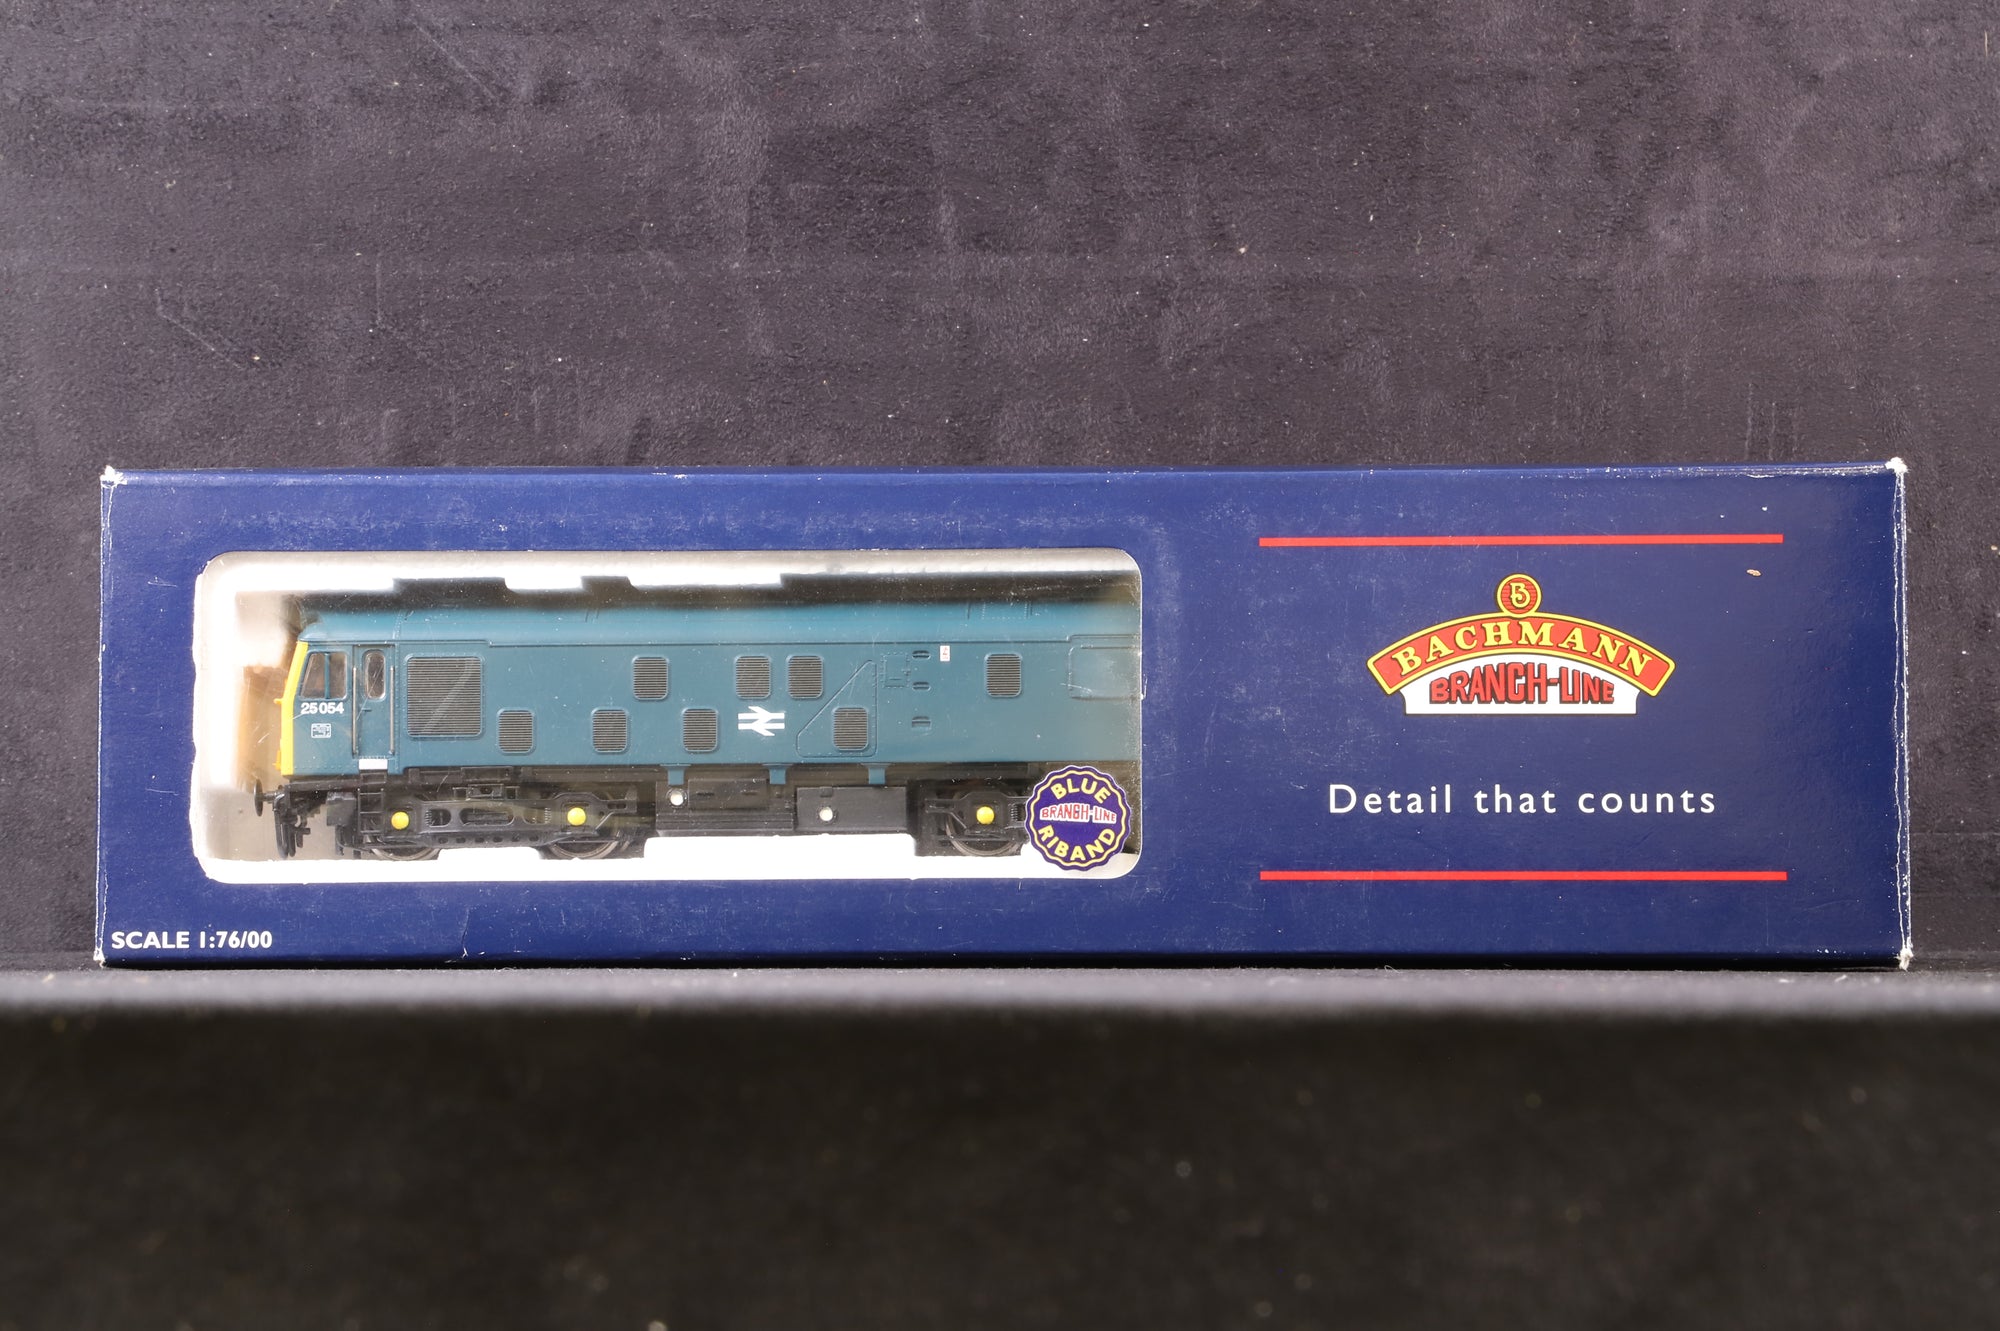 25054
BLUE
BRANCH-LINE
RIBAND
SCALE 1:76/00
B
BACHMANN
BRANCH-LINE
Detail that counts